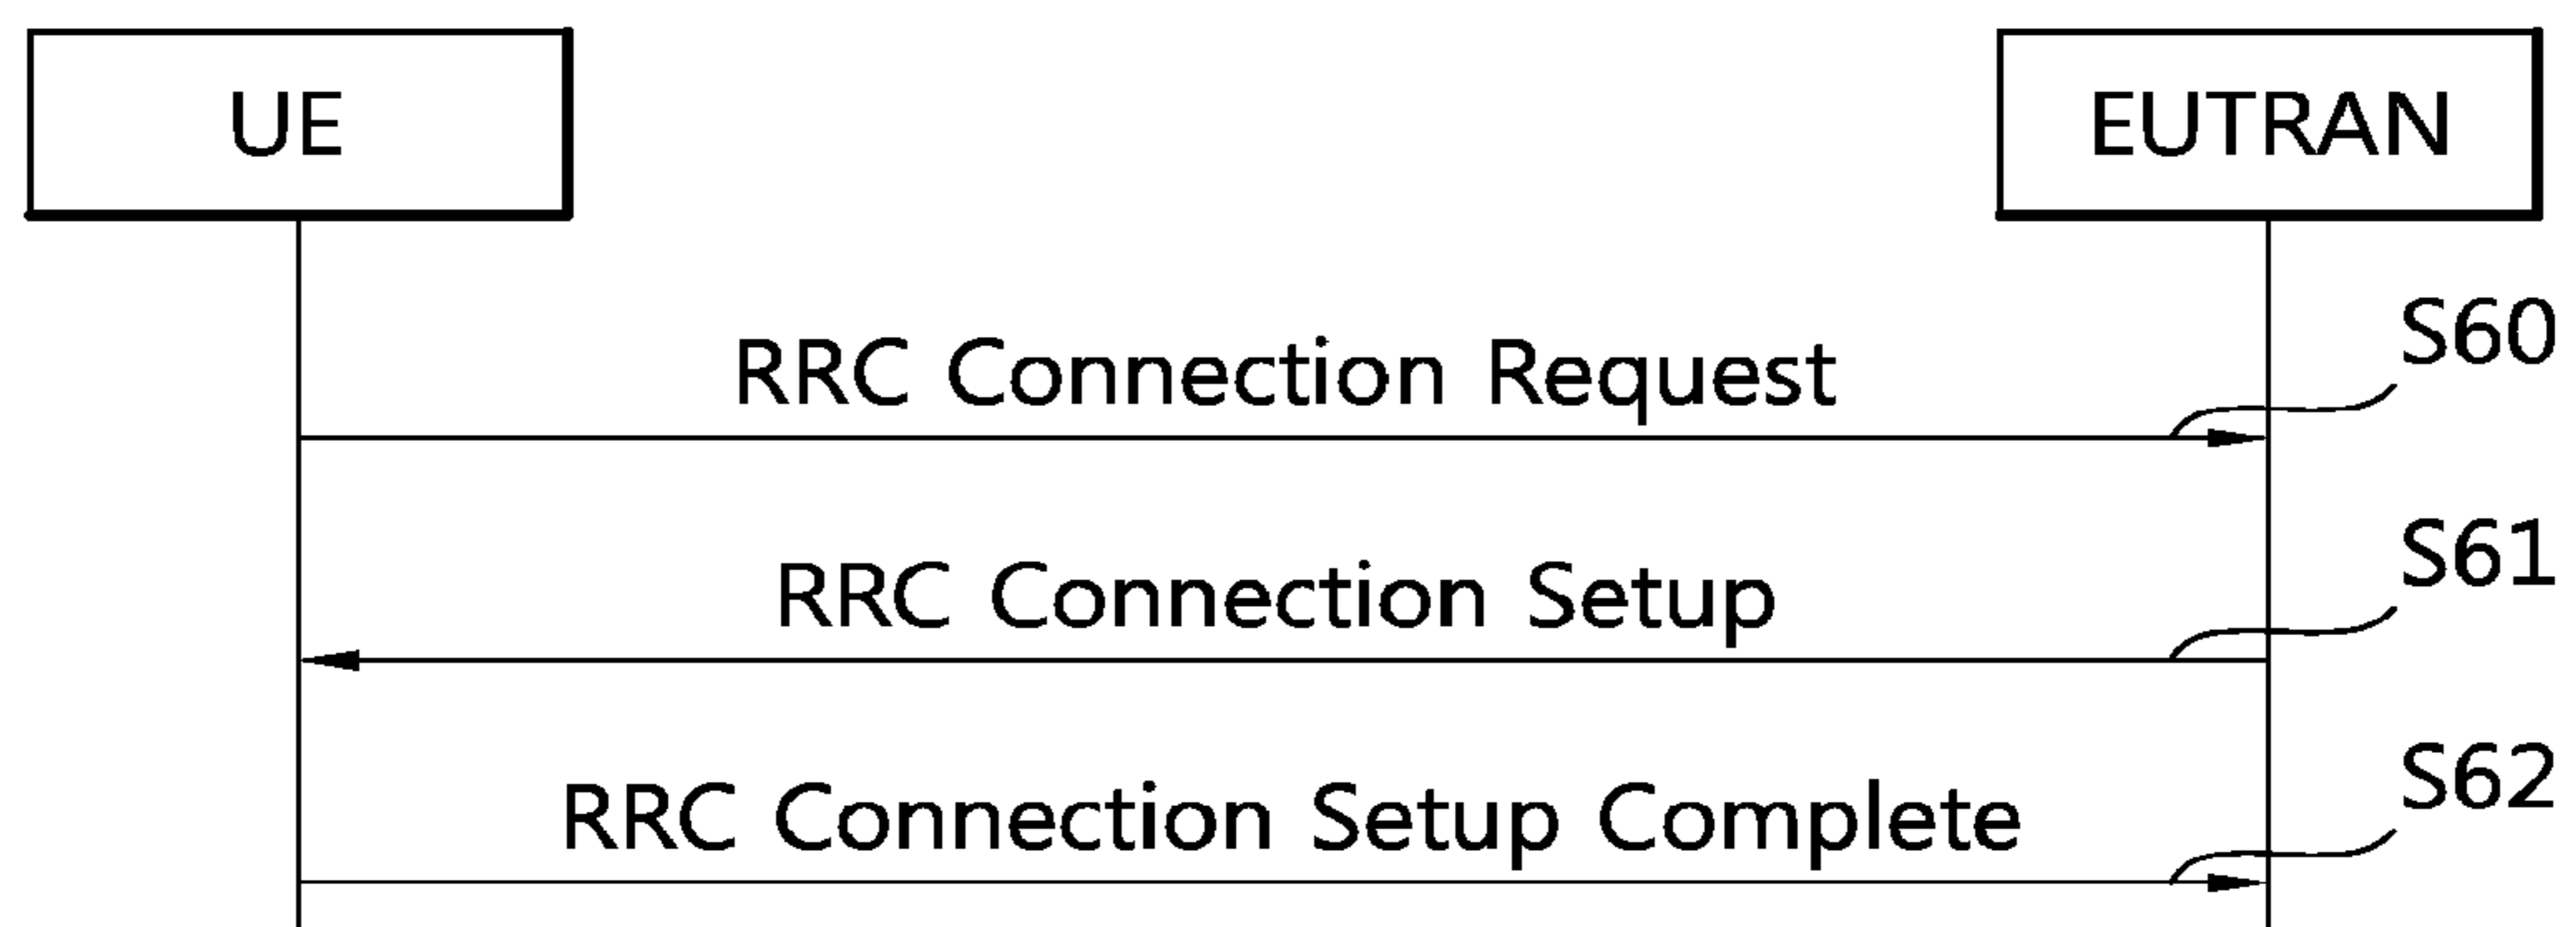 UE
EUTRAN
RRC Connection Request
S60
RRC Connection Setup
S61
RRC Connection Setup Complete
S62